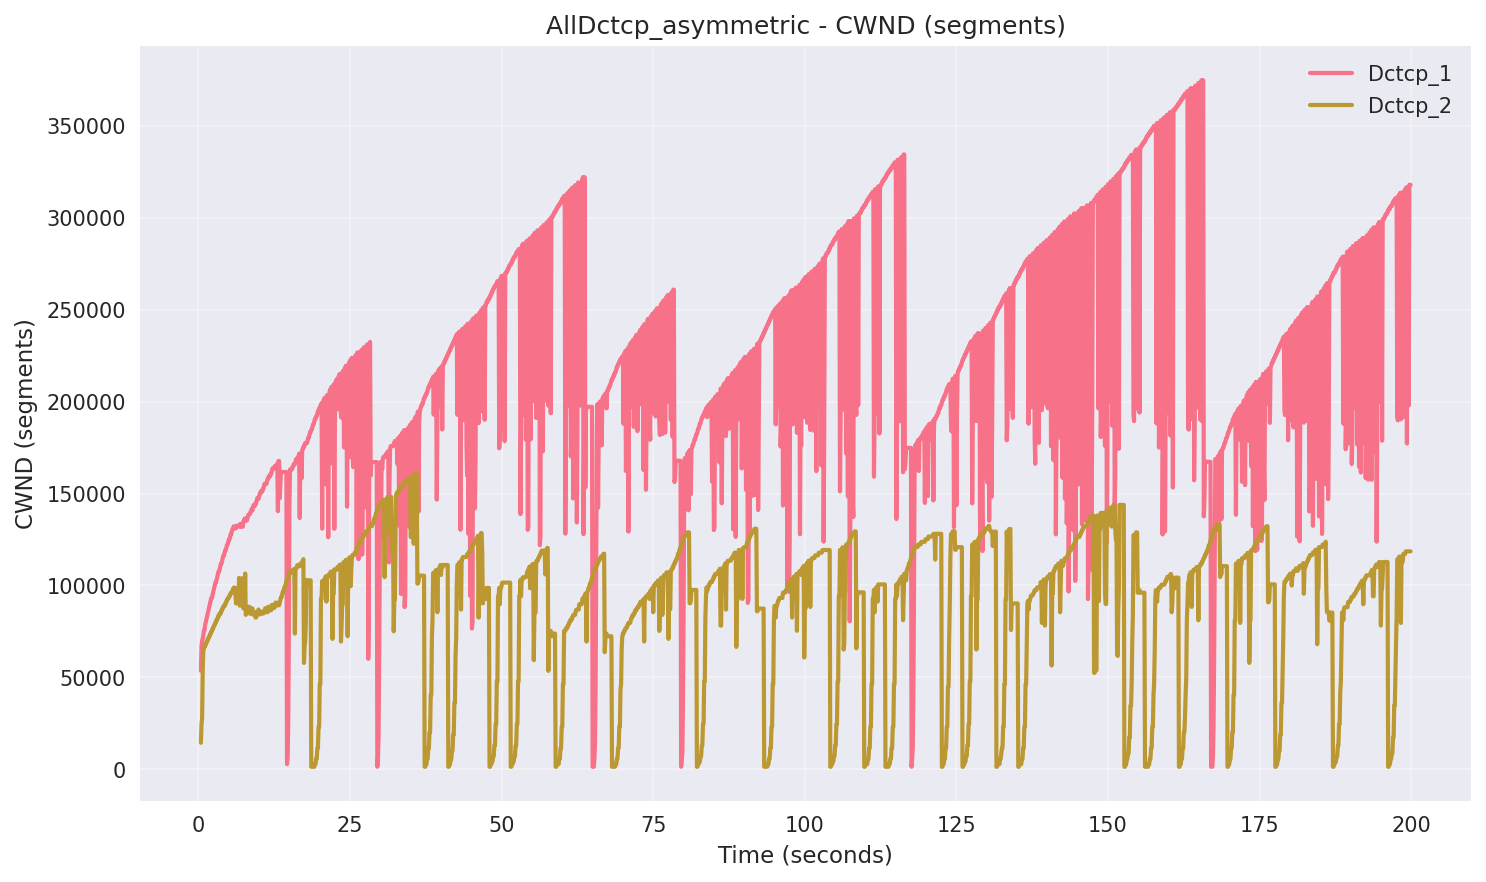 AllDctcp_asymmetric - CWND (segments)
Dctcp_1
Dctcp_2
CWND (segments)
350000
300000
250000
200000
150000
100000
50000
0
0 25 50 75 100 125 150 175 200
Time (seconds)